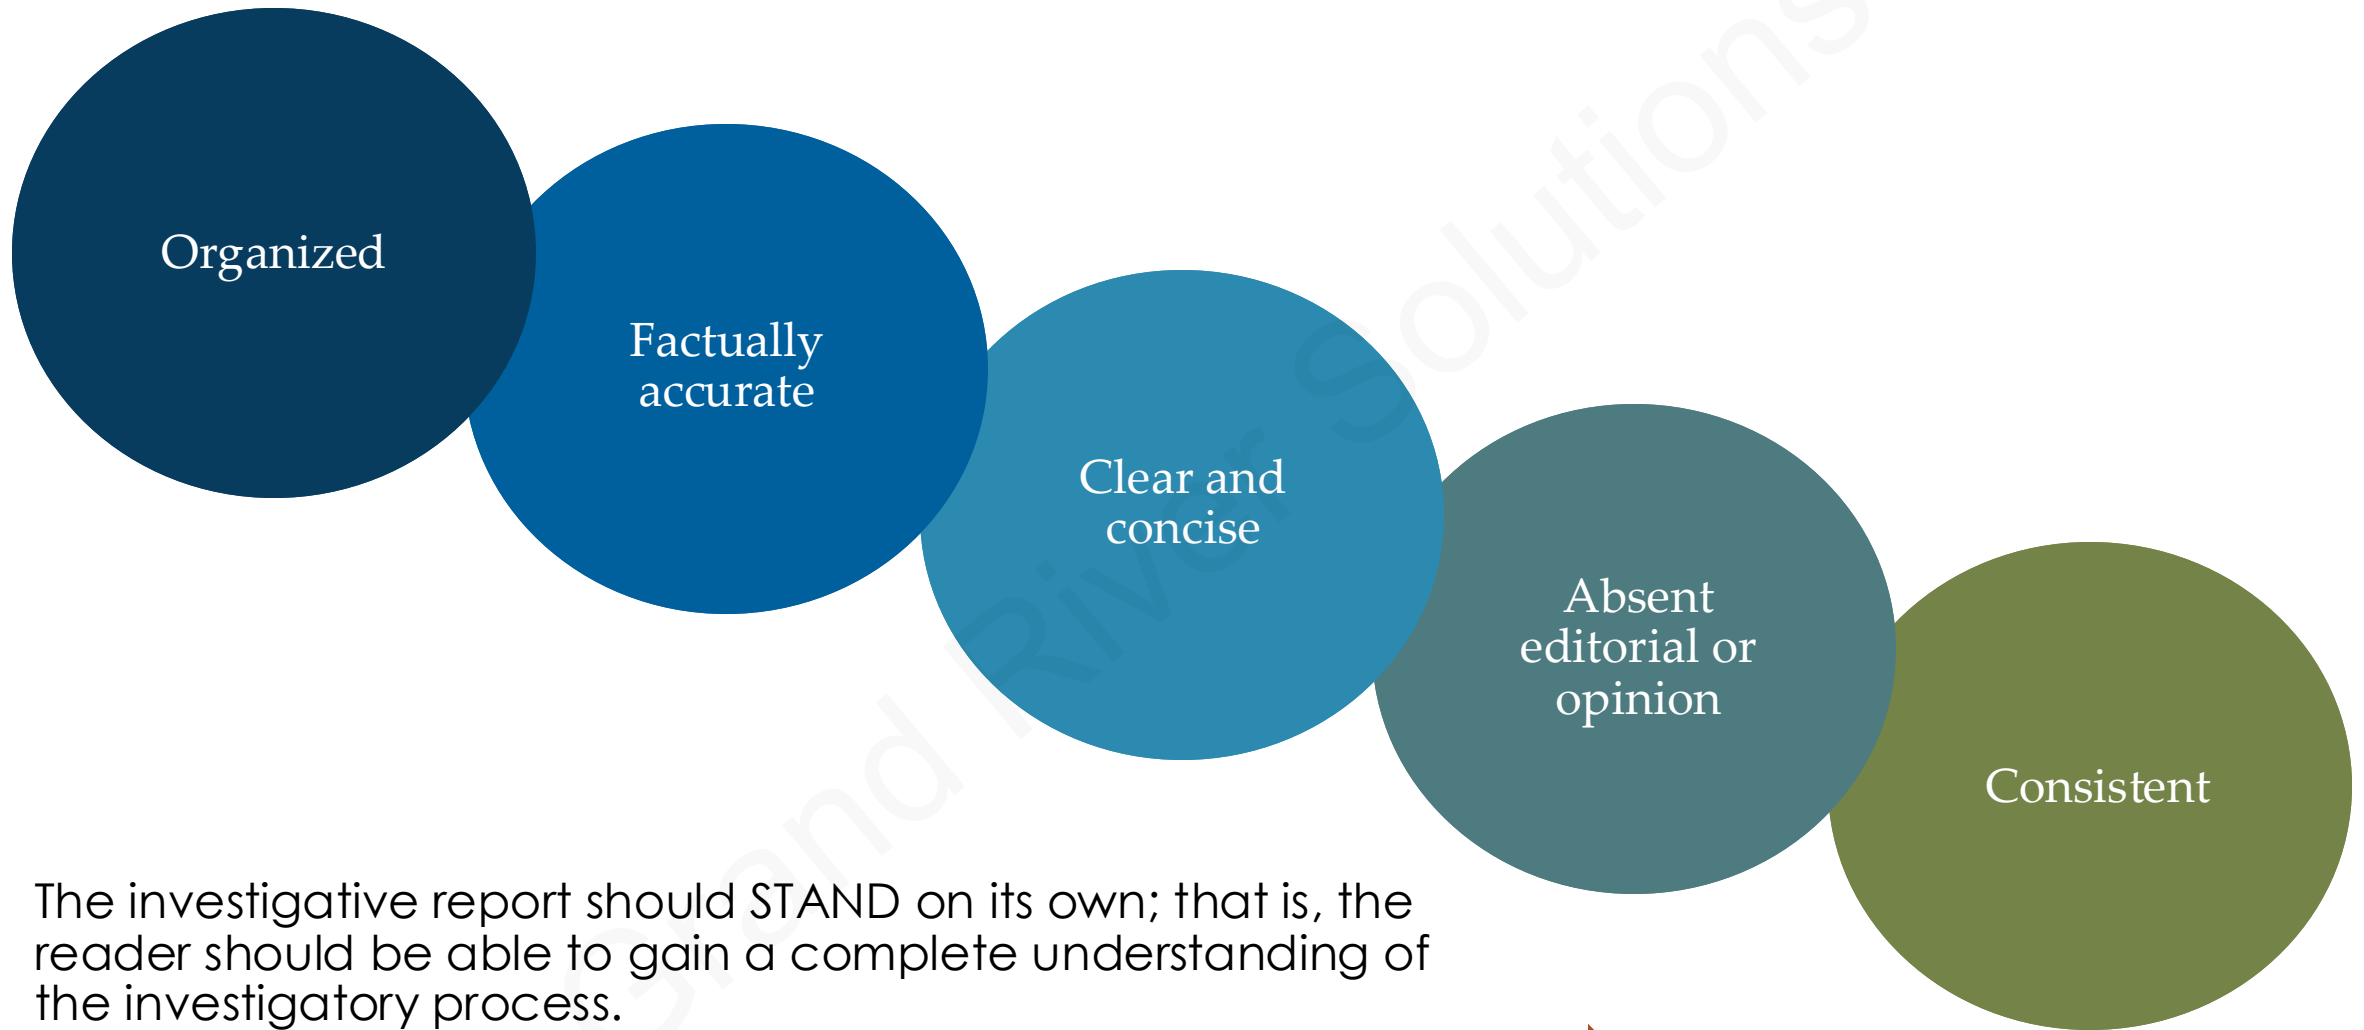 Organized
Factually
accurate
Clear and
concise
Absent
editorial or
opinion
Consistent
The investigative report should STAND on its own; that is, the
reader should be able to gain a complete understanding of
the investigatory process.
Grand River Solutions